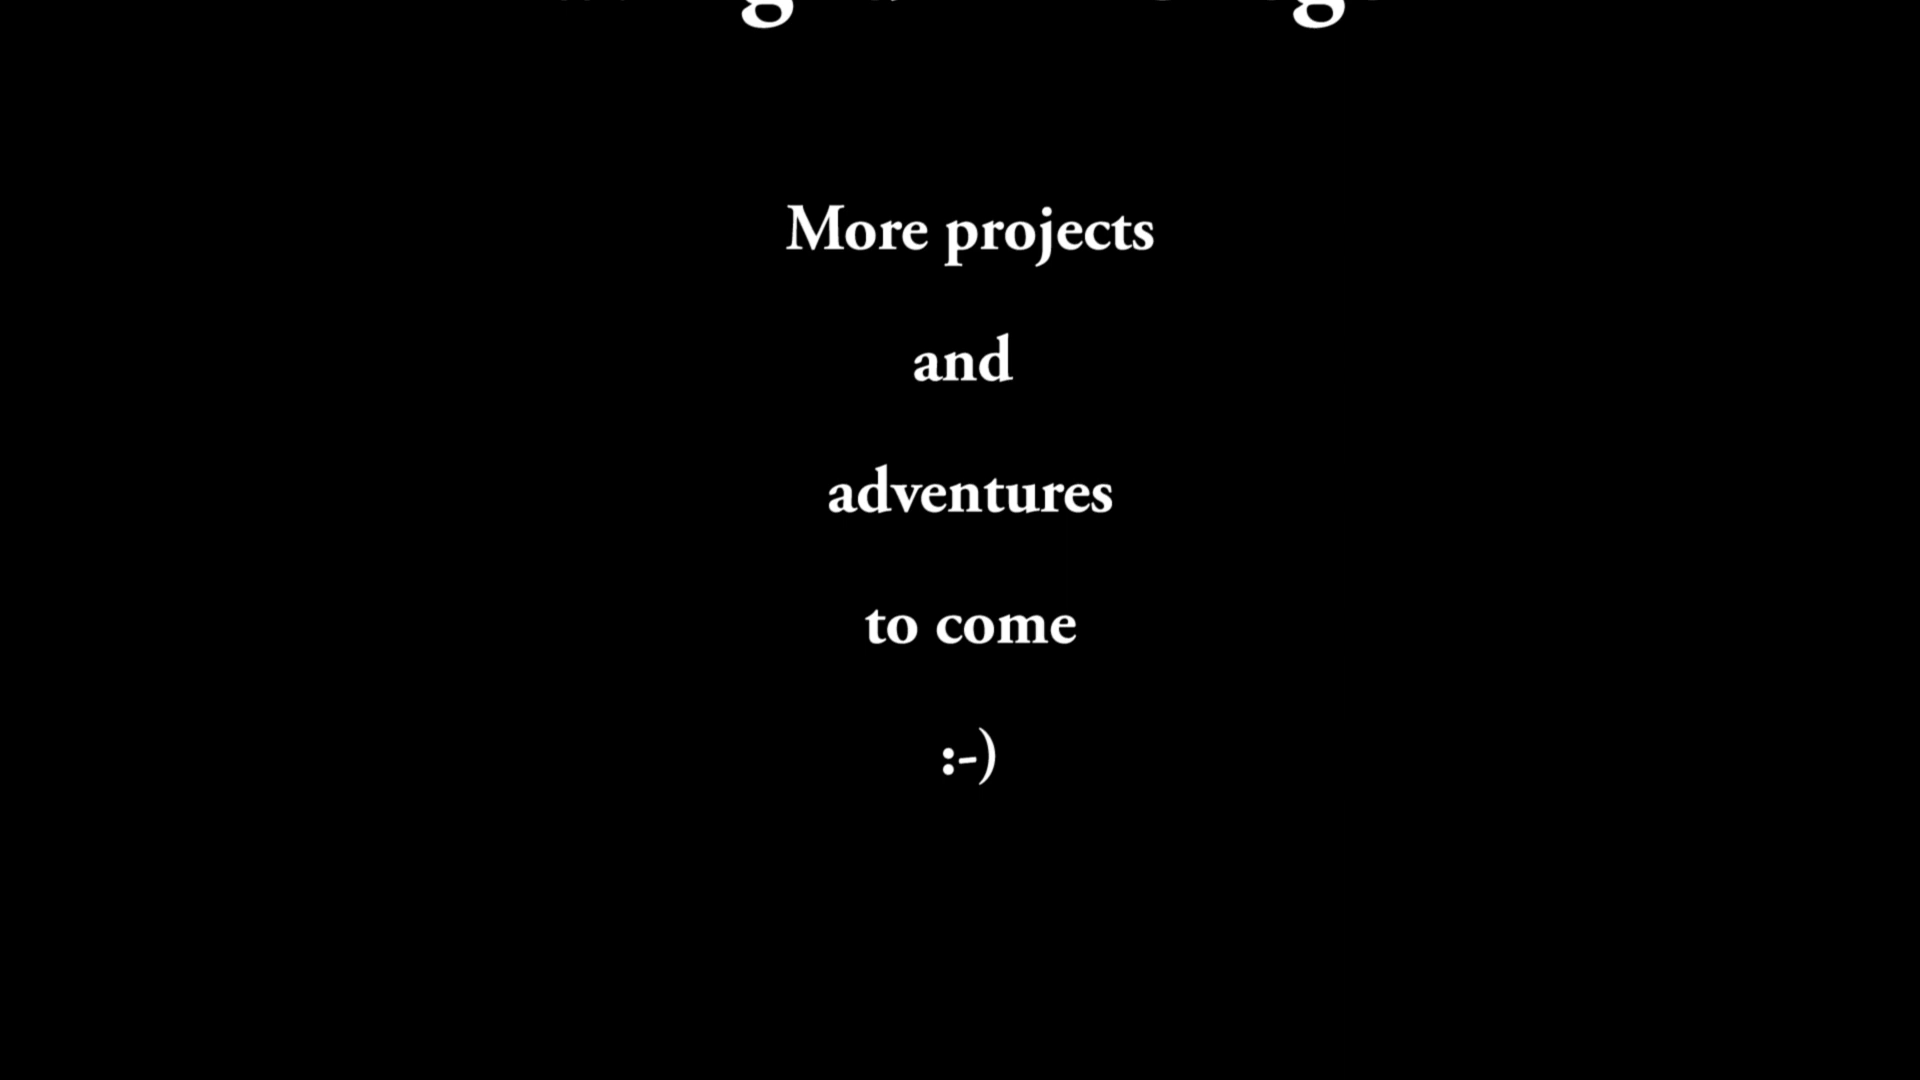 More projects
and
adventures
to come
:-)